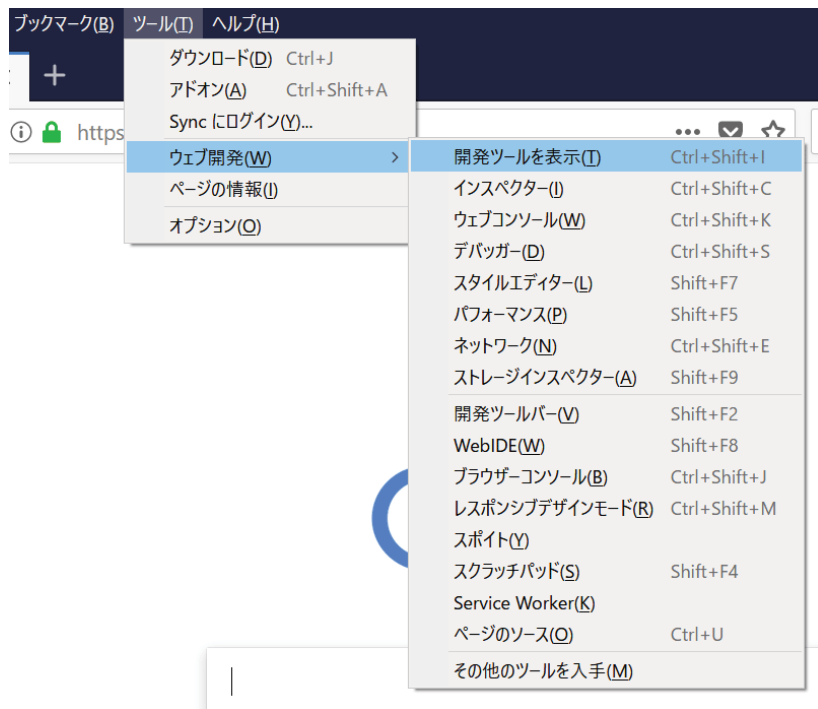 ブックマーク(B) ツール(T) ヘルプ(H)
ダウンロード(D) Ctrl+J
アドオン(A) Ctrl+Shift+A
Sync にログイン(Y)...
https
ウェブ開発(W)
ページの情報(I)
オプション(O)
開発ツールを表示(T) Ctrl+Shift+I
インスペクター(I) Ctrl+Shift+C
ウェブコンソール(W) Ctrl+Shift+K
デバッガー(D) Ctrl+Shift+S
スタイルエディター(L) Shift+F7
パフォーマンス(P) Shift+F5
ネットワーク(N) Ctrl+Shift+E
ストレージインスペクター(A) Shift+F9
開発ツールバー(V) Shift+F2
WebIDE(W) Shift+F8
ブラウザーコンソール(B) Ctrl+Shift+J
レスポンシブデザインモード(R) Ctrl+Shift+M
スポイト(Y)
スクラッチパッド(S) Shift+F4
Service Worker(K)
ページのソース(O) Ctrl+U
その他のツールを入手(M)